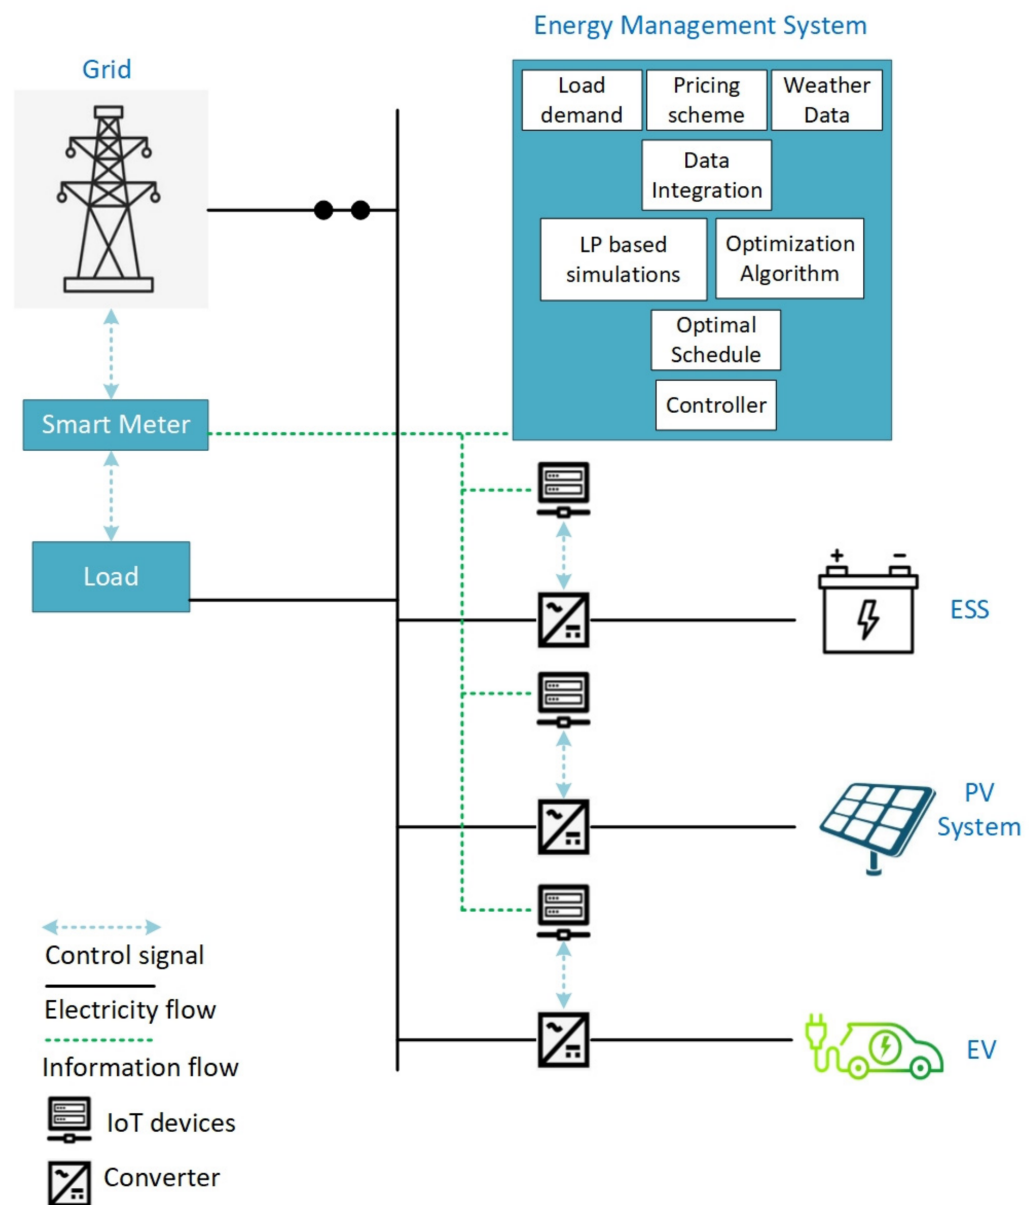 Energy Management System
Grid
Load
demand
Pricing
scheme
Weather
Data
Data
Integration
LP based
simulations
Optimization
Algorithm
Optimal
Schedule
Controller
Smart Meter
Load
+ −
ESS
PV
System
EV
Control signal
Electricity flow
Information flow
IoT devices
Converter